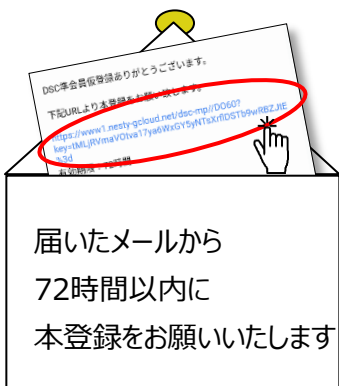 DSC準会員仮登録ありがとうございます。
下記URLより本登録をお願い致します。
https://www1.nesty-gcloud.net/dsc-mp//DO60?
key=tMLjRVmaVOtva17ya6WxGY5yNTsXrflDSTb9wRBZJtE
%3d
届いたメールから
72時間以内に
本登録をお願いいたします